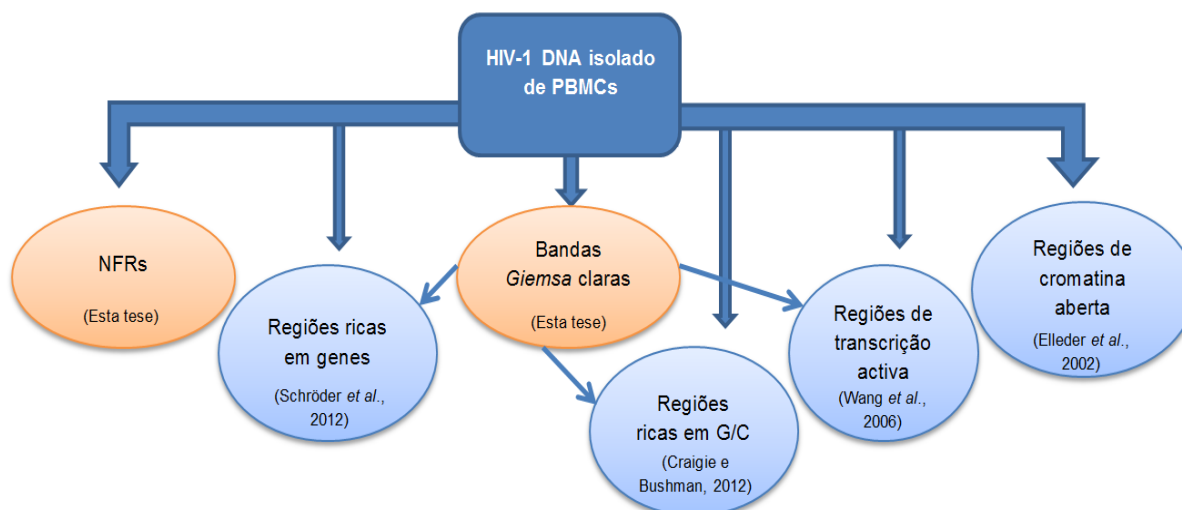 HIV-1 DNA isolado
de PBMCs
NFRs
(Esta tese)
Regiões ricas
em genes
(Schröder et al.,
2012)
Bandas
Giemsa claras
(Esta tese)
Regiões
ricas em G/C
(Craigie e
Bushman, 2012)
Regiões de
transcrição
activa
(Wang et al.,
2006)
Regiões de
cromatina
aberta
(Elleder et al.,
2002)